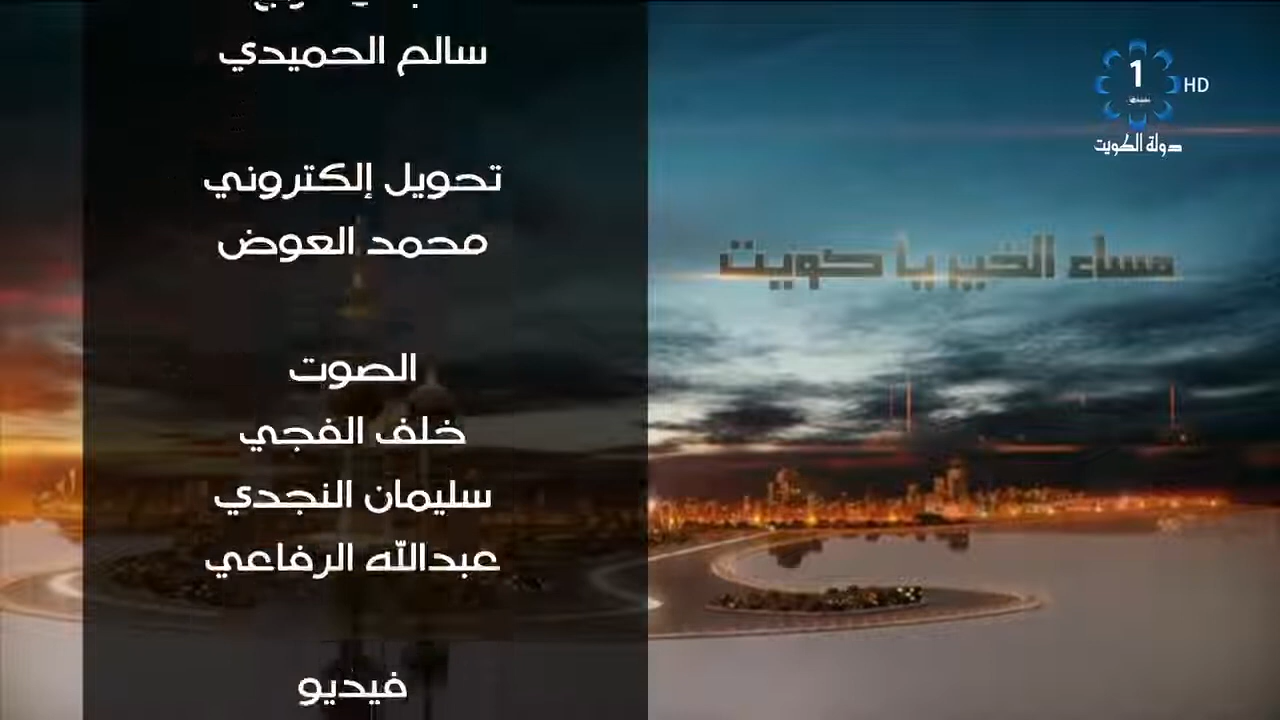 سالم الحميدي
تحويل إلكتروني
محمد العوض
الصوت
خلف الفجي
سليمان النجدي
عبدالله الرفاعي
فيديو
1
HD
دولة الكويت
مساء الخير يا كويت